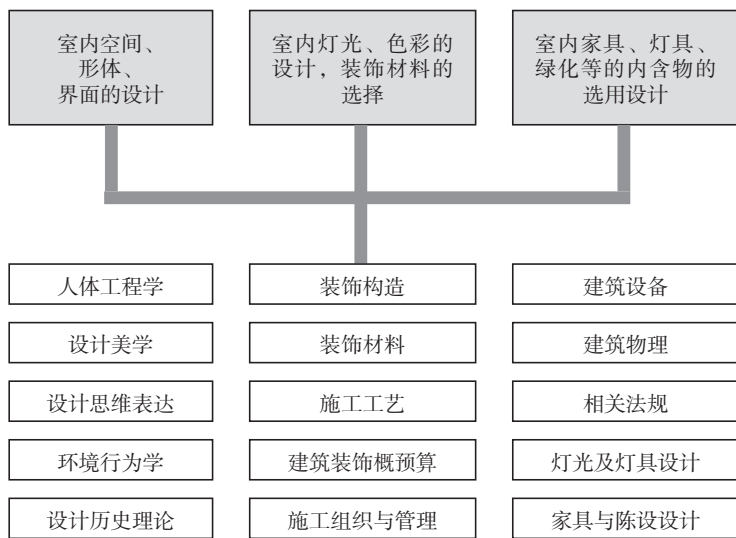 室内空间、
形体、
界面的设计
室内灯光、色彩的
设计，装饰材料的
选择
室内家具、灯具、
绿化等的内含物的
选用设计
人体工程学
装饰构造
建筑设备
设计美学
装饰材料
建筑物理
设计思维表达
施工工艺
相关法规
环境行为学
建筑装饰概预算
灯光及灯具设计
设计历史理论
施工组织与管理
家具与陈设设计